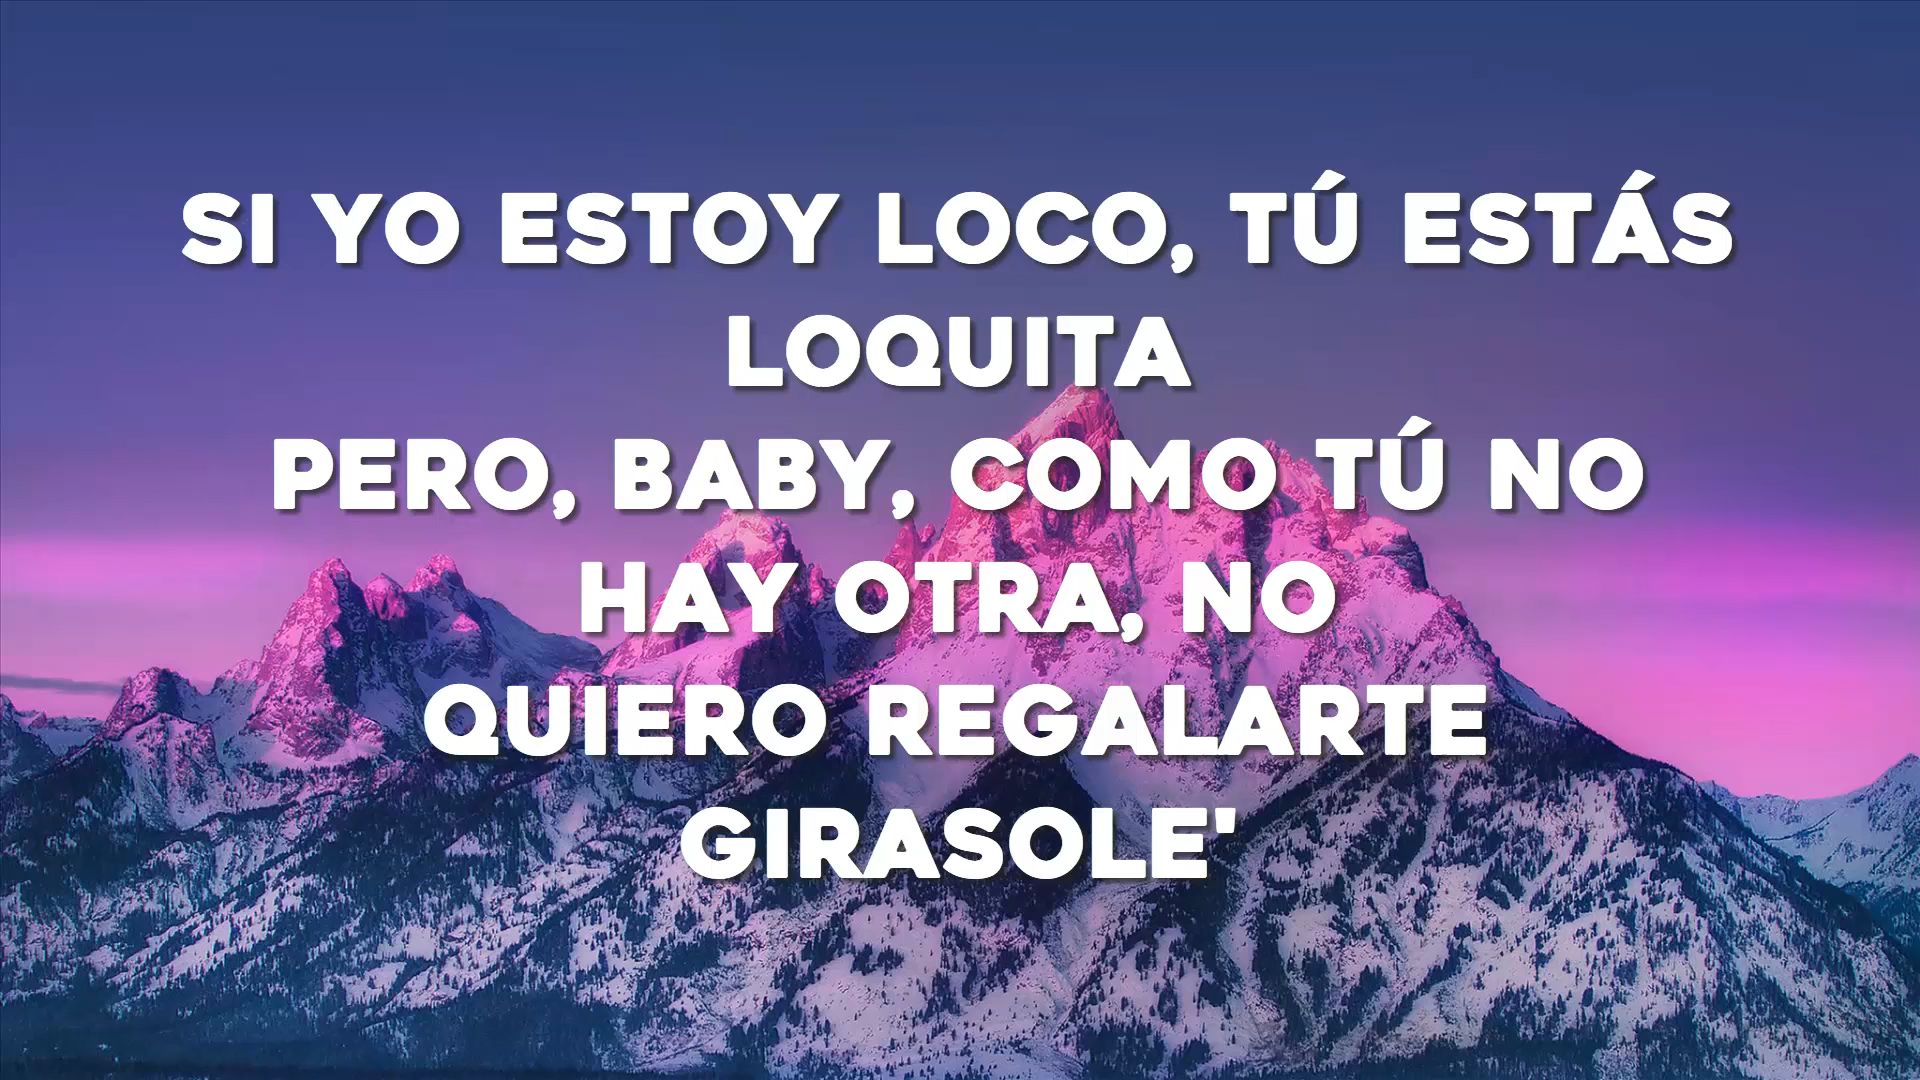 SI YO ESTOY LOCO, TÚ ESTÁS
LOQUITA
PERO, BABY, COMO TÚ NO
HAY OTRA, NO
QUIERO REGALARTE
GIRASOLE'